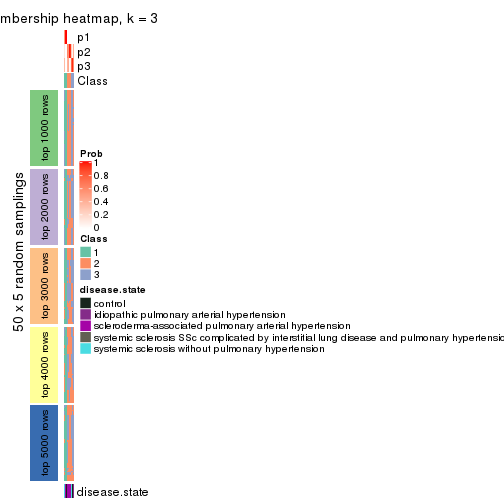 mbership heatmap, k = 3
p1
p2
p3
Class
50 x 5 random samplings
top 1000 rows
top 2000 rows
top 3000 rows
top 4000 rows
top 5000 rows
Prob
1
0.8
0.6
0.4
0.2
0
Class
1
2
3
disease.state
control
idiopathic pulmonary arterial hypertension
scleroderma-associated pulmonary arterial hypertension
systemic sclerosis SSc complicated by interstitial lung disease and pulmonary hypertensio
systemic sclerosis without pulmonary hypertension
disease.state